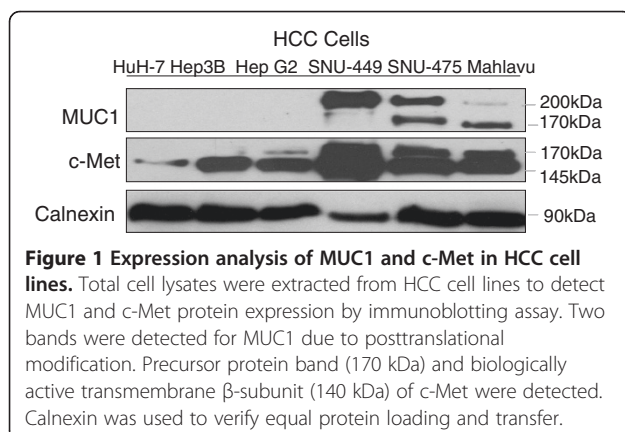 HCC Cells
HuH-7 Hep3B Hep G2 SNU-449 SNU-475 Mahlavu
MUC1
200kDa
170kDa
c-Met
170kDa
145kDa
Calnexin
90kDa
Figure 1 Expression analysis of MUC1 and c-Met in HCC cell
lines. Total cell lysates were extracted from HCC cell lines to detect
MUC1 and c-Met protein expression by immunoblotting assay. Two
bands were detected for MUC1 due to posttranslational
modification. Precursor protein band (170 kDa) and biologically
active transmembrane β-subunit (140 kDa) of c-Met were detected.
Calnexin was used to verify equal protein loading and transfer.